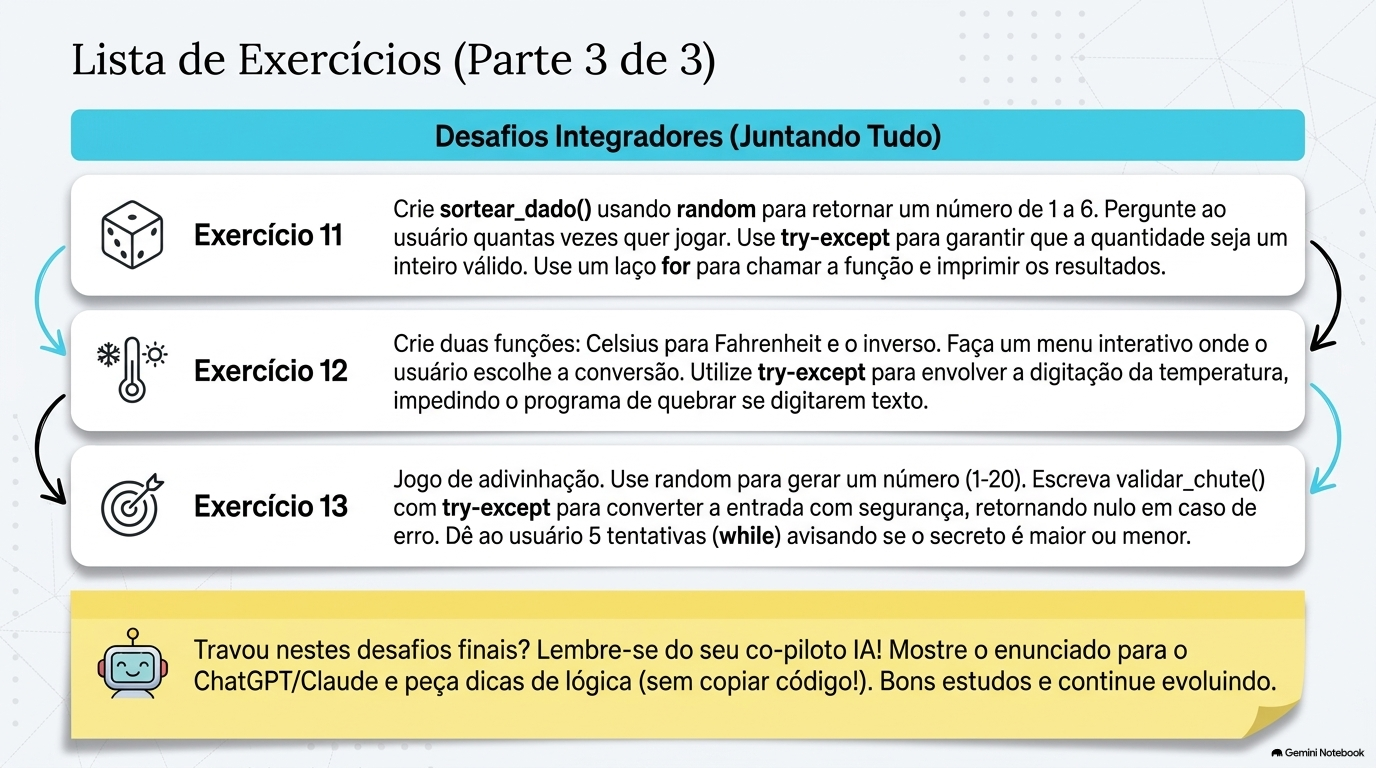 Lista de Exercícios (Parte 3 de 3)
Desafios Integradores (Juntando Tudo)
Exercício 11
Crie sortear_dado() usando random para retornar um número de 1 a 6. Pergunte ao
usuário quantas vezes quer jogar. Use try-except para garantir que a quantidade seja um
inteiro válido. Use um laço for para chamar a função e imprimir os resultados.
Exercício 12
Crie duas funções: Celsius para Fahrenheit e o inverso. Faça um menu interativo onde o
usuário escolhe a conversão. Utilize try-except para envolver a digitação da temperatura,
impedindo o programa de quebrar se digitarem texto.
Exercício 13
Jogo de adivinhação. Use random para gerar um número (1-20). Escreva validar_chute()
com try-except para converter a entrada com segurança, retornando nulo em caso de
erro. Dê ao usuário 5 tentativas (while) avisando se o secreto é maior ou menor.
Travou nestes desafios finais? Lembre-se do seu co-piloto IA! Mostre o enunciado para o
ChatGPT/Claude e peça dicas de lógica (sem copiar código!). Bons estudos e continue evoluindo.
Gemini Notebook